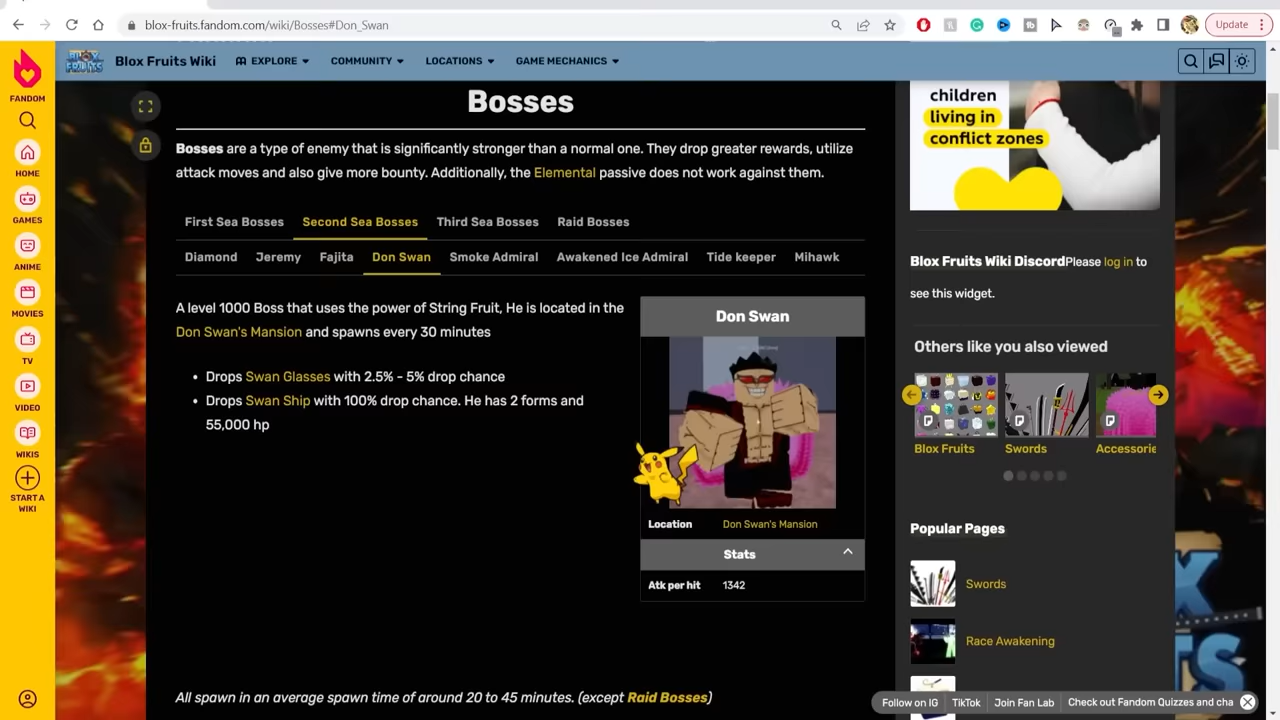 blox-fruits.fandom.com/wiki/Bosses#Don_Swan
Update
FANDOM
HOME
GAMES
ANIME
MOVIES
TV
VIDEO
WIKIS
START A
WIKI
BLOX
FRUITS
Blox Fruits Wiki
EXPLORE
COMMUNITY
LOCATIONS
GAME MECHANICS
Bosses
Bosses are a type of enemy that is significantly stronger than a normal one. They drop greater rewards, utilize
attack moves and also give more bounty. Additionally, the Elemental passive does not work against them.
First Sea Bosses Second Sea Bosses Third Sea Bosses Raid Bosses
Diamond Jeremy Fajita Don Swan Smoke Admiral Awakened Ice Admiral Tide keeper Mihawk
A level 1000 Boss that uses the power of String Fruit, He is located in the
Don Swan's Mansion and spawns every 30 minutes
• Drops Swan Glasses with 2.5% - 5% drop chance
• Drops Swan Ship with 100% drop chance. He has 2 forms and
55,000 hp
Don Swan
Location Don Swan's Mansion
Stats
Atk per hit 1342
All spawn in an average spawn time of around 20 to 45 minutes. (except Raid Bosses)
children
living in
conflict zones
Blox Fruits Wiki DiscordPlease log in to
see this widget.
Others like you also viewed
Blox Fruits
Swords
Accessorie
Popular Pages
Swords
Race Awakening
Follow on IG TikTok Join Fan Lab Check out Fandom Quizzes and cha